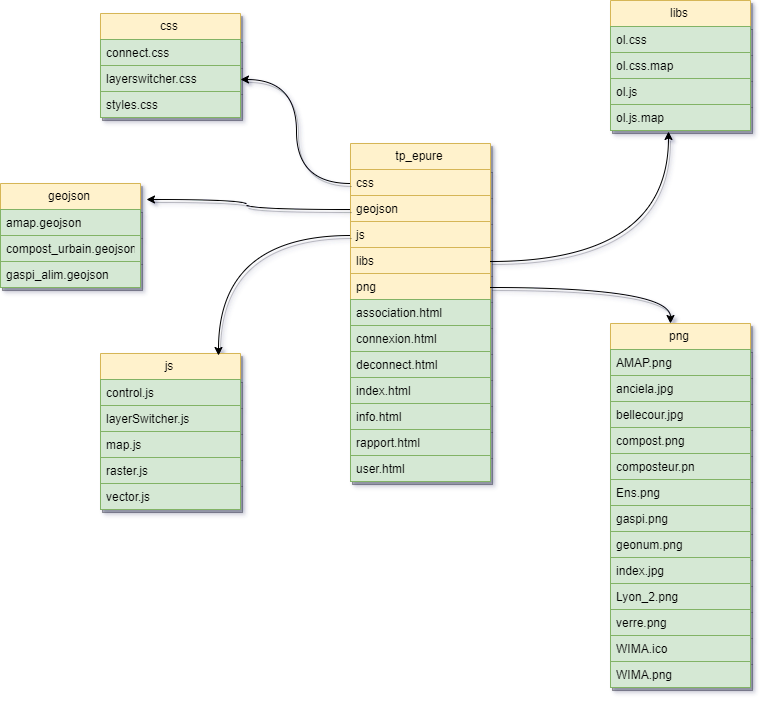 css
connect.css
layerswitcher.css
styles.css
libs
ol.css
ol.css.map
ol.js
ol.js.map
tp_epure
css
geojson
js
libs
png
association.html
connexion.html
deconnect.html
index.html
info.html
rapport.html
user.html
geojson
amap.geojson
compost_urbain.geojson
gaspi_alim.geojson
js
control.js
layerSwitcher.js
map.js
raster.js
vector.js
png
AMAP.png
anciela.jpg
bellecour.jpg
compost.png
composteur.pn
Ens.png
gaspi.png
geonum.png
index.jpg
Lyon_2.png
verre.png
WIMA.ico
WIMA.png